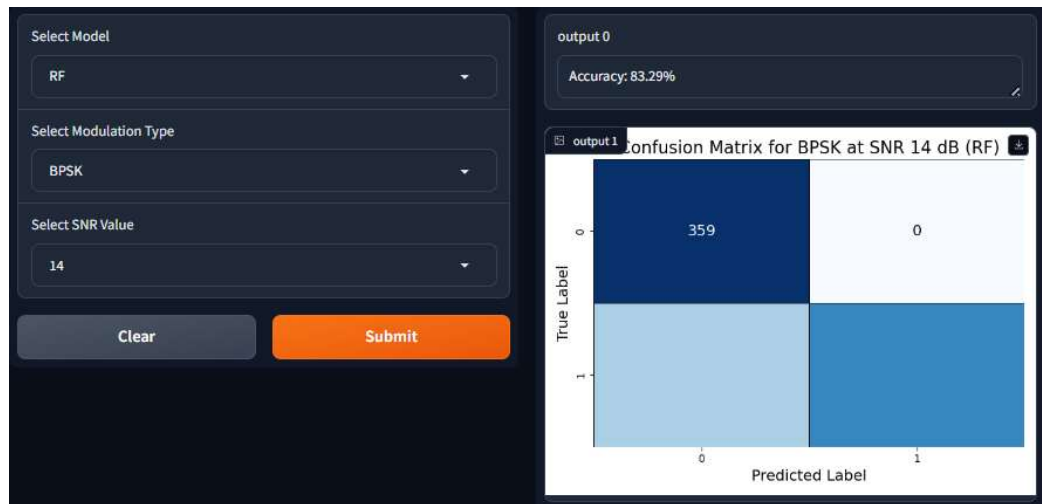 Select Model
RF
Select Modulation Type
BPSK
Select SNR Value
14
Clear
Submit
output 0
Accuracy: 83.29%
output 1
Confusion Matrix for BPSK at SNR 14 dB (RF)
True Label
0
359
0
1
0
1
Predicted Label